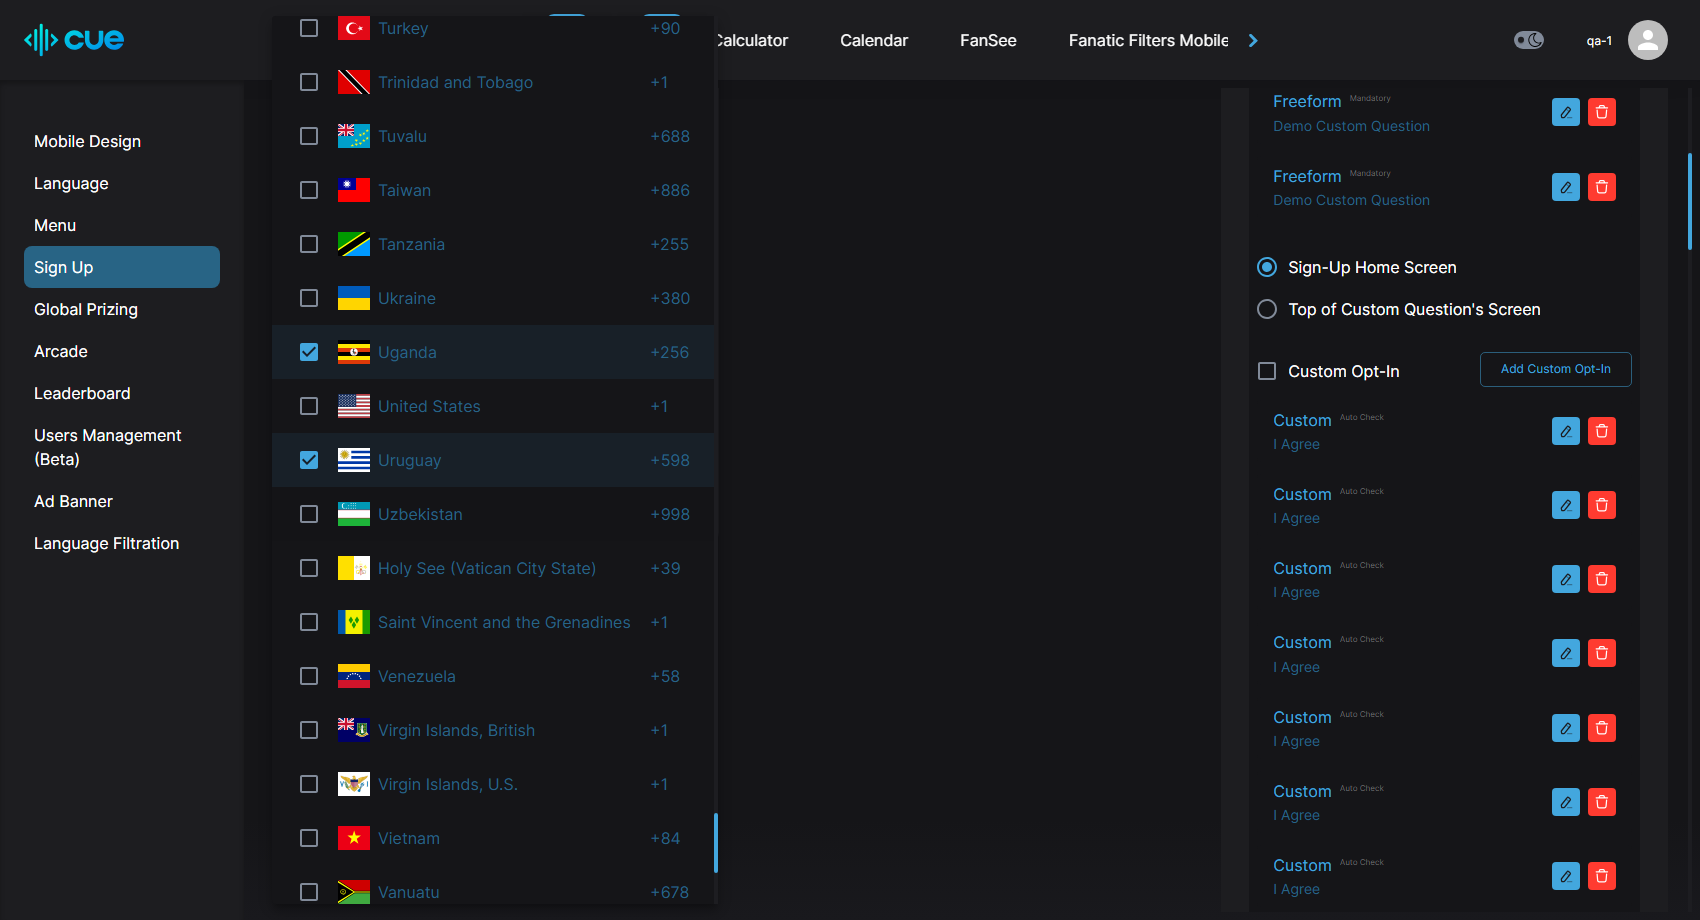 cue
Calculator
Calendar
FanSee
Fanatic Filters Mobile
qa-1
Mobile Design
Language
Menu
Sign Up
Global Prizing
Arcade
Leaderboard
Users Management
(Beta)
Ad Banner
Language Filtration
Turkey +90
Trinidad and Tobago +1
Tuvalu +688
Taiwan +886
Tanzania +255
Ukraine +380
Uganda +256
United States +1
Uruguay +598
Uzbekistan +998
Holy See (Vatican City State) +39
Saint Vincent and the Grenadines +1
Venezuela +58
Virgin Islands, British +1
Virgin Islands, U.S. +1
Vietnam +84
Vanuatu +678
Freeform Mandatory
Demo Custom Question
Freeform Mandatory
Demo Custom Question
Sign-Up Home Screen
Top of Custom Question's Screen
Custom Opt-In
Add Custom Opt-In
Custom Auto Check
I Agree
Custom Auto Check
I Agree
Custom Auto Check
I Agree
Custom Auto Check
I Agree
Custom Auto Check
I Agree
Custom Auto Check
I Agree
Custom Auto Check
I Agree